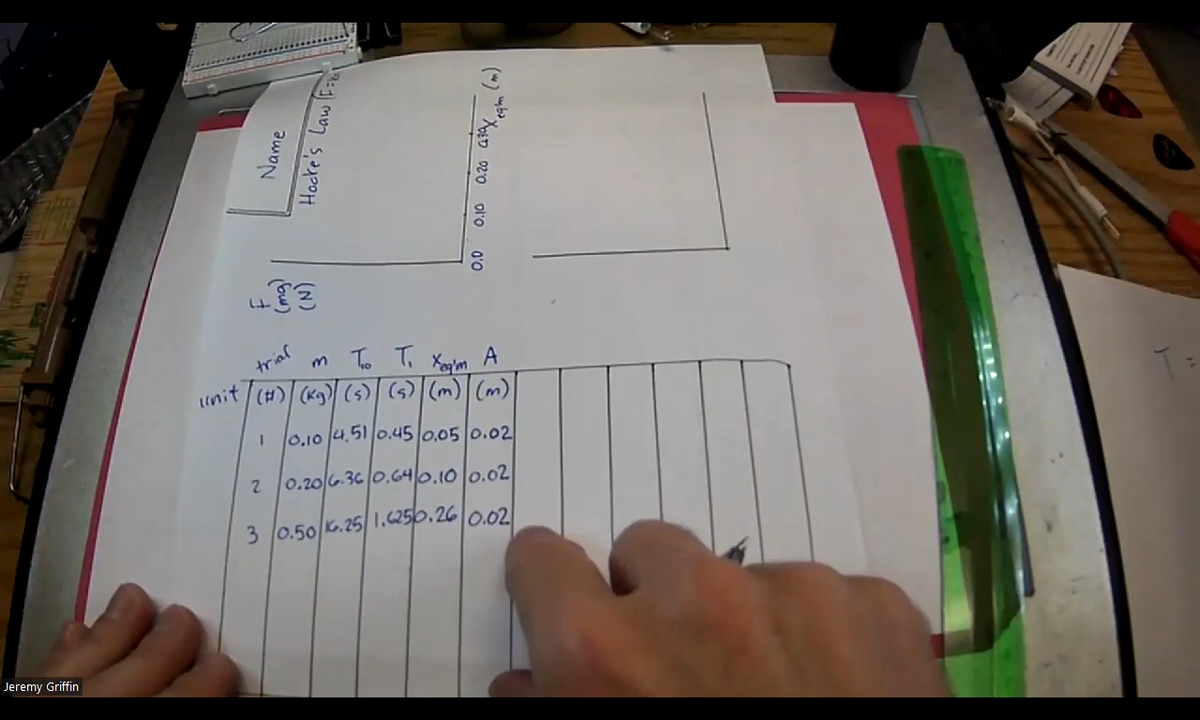 Name
Hooke's Law
F
(mg)
(N)
0.0 0.10 0.20 0.30 Xeq'm (m)
trial m T10 T1 Xeq'm A
unit (#) (kg) (s) (s) (m) (m)
1 0.10 4.51 0.45 0.05 0.02
2 0.20 6.36 0.64 0.10 0.02
3 0.50 16.25 1.625 0.26 0.02
T =
Jeremy Griffin